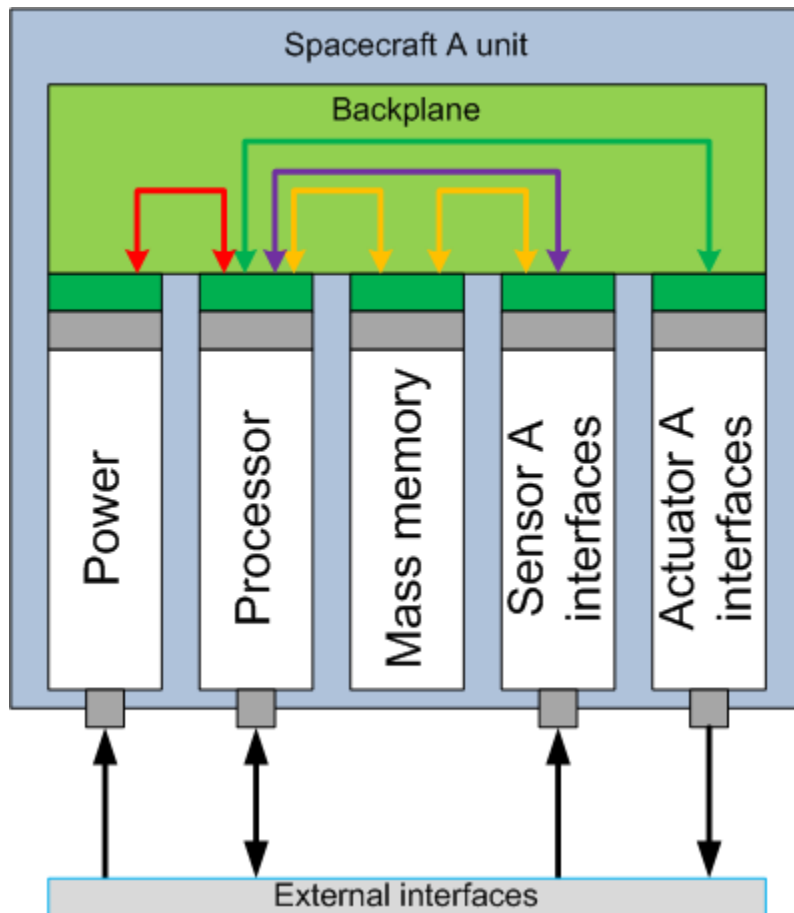 Spacecraft A unit
Backplane
Power
Processor
Mass memory
Sensor A
interfaces
Actuator A
interfaces
External interfaces